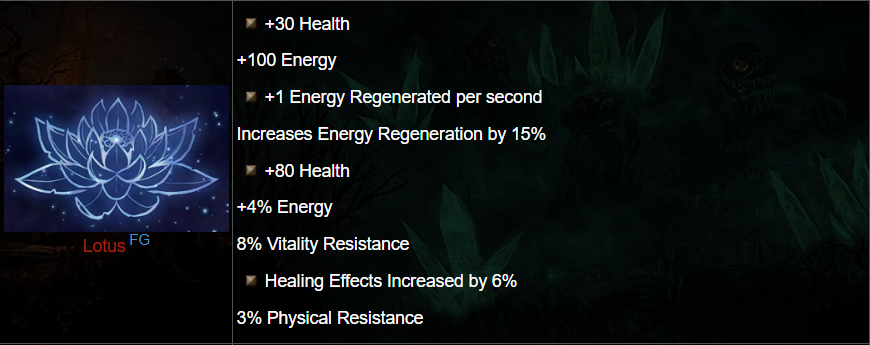 +30 Health
+100 Energy
+1 Energy Regenerated per second
Increases Energy Regeneration by 15%
+80 Health
+4% Energy
8% Vitality Resistance
Healing Effects Increased by 6%
3% Physical Resistance
Lotus FG